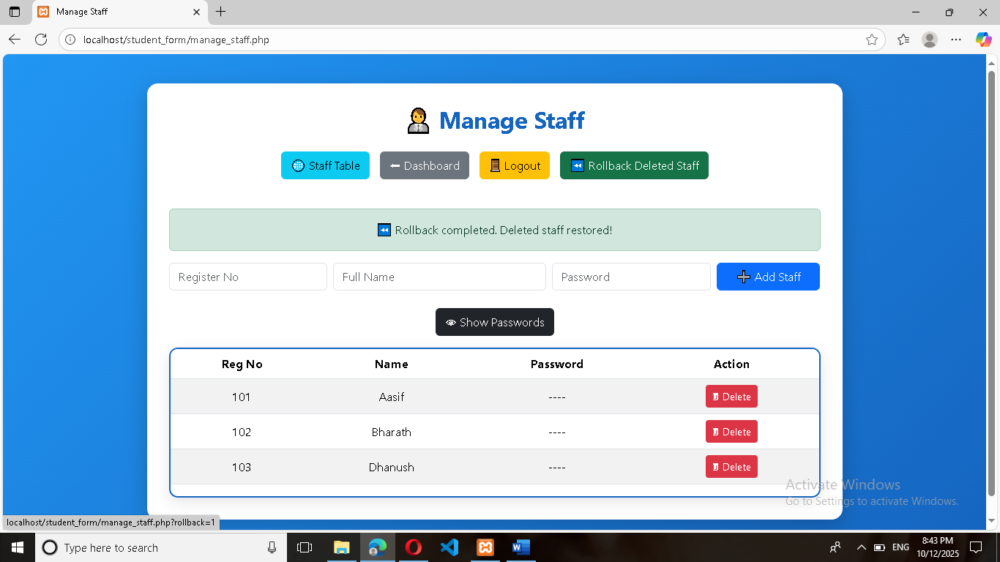 Manage Staff
localhost/student_form/manage_staff.php
Manage Staff
Staff Table Dashboard Logout Rollback Deleted Staff
Rollback completed. Deleted staff restored!
Register No Full Name Password Add Staff
Show Passwords
Reg No Name Password Action
101 Aasif ---- Delete
102 Bharath ---- Delete
103 Dhanush ---- Delete
Activate Windows
Go to Settings to activate Windows.
localhost/student_form/manage_staff.php?rollback=1
Type here to search
ENG
8:43 PM
10/12/2025